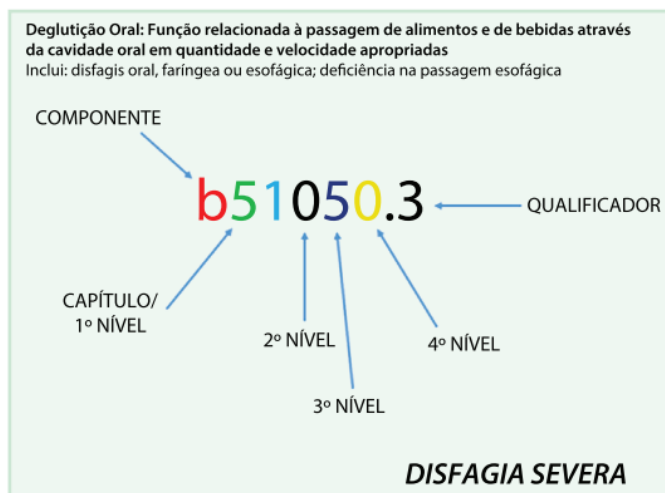 Deglutição Oral: Função relacionada à passagem de alimentos e de bebidas através
da cavidade oral em quantidade e velocidade apropriadas
Inclui: disfagis oral, faríngea ou esofágica; deficiência na passagem esofágica
COMPONENTE
b51050.3
QUALIFICADOR
CAPÍTULO/
1º NÍVEL
2º NÍVEL
4º NÍVEL
3º NÍVEL
DISFAGIA SEVERA